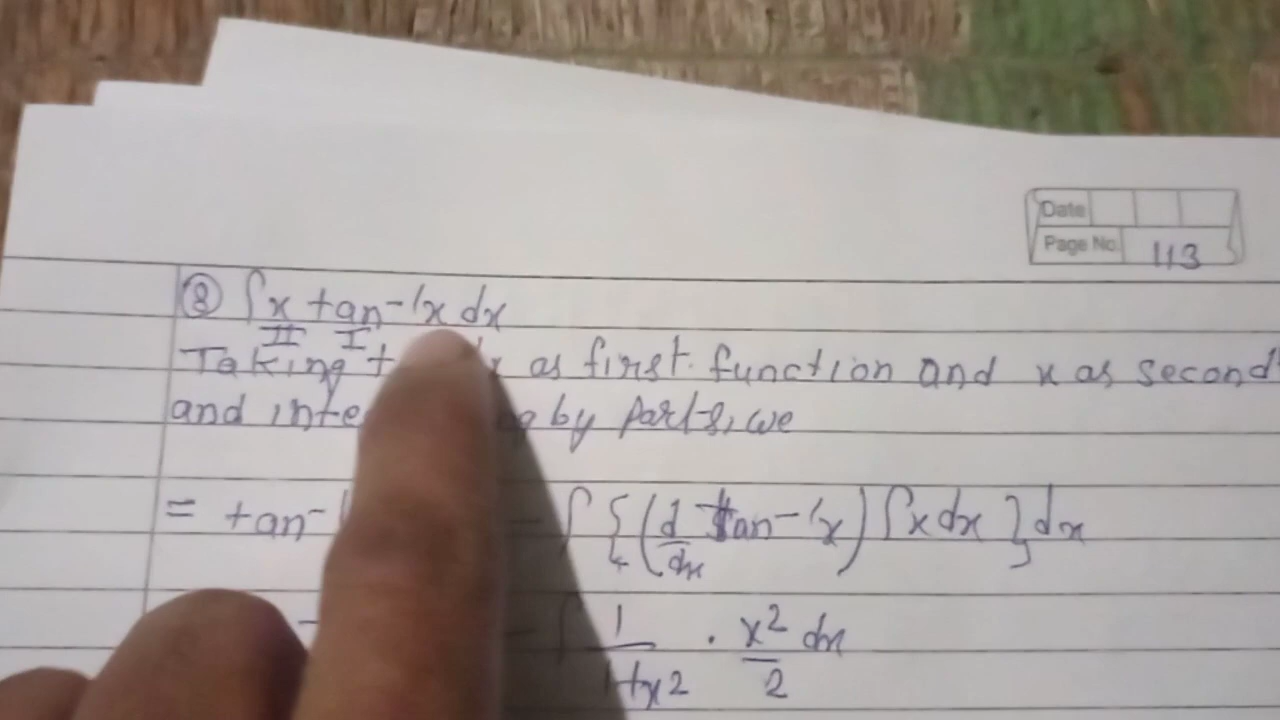 Date
Page No. 113
⑧ ∫x tan-1x dx
II I
Taking as first function and x as second
and by parts, we
= tan-1 - ∫ {(d/dx tan-1x) ∫x dx } dx
- ∫ 1/1+x2 . x2/2 dx